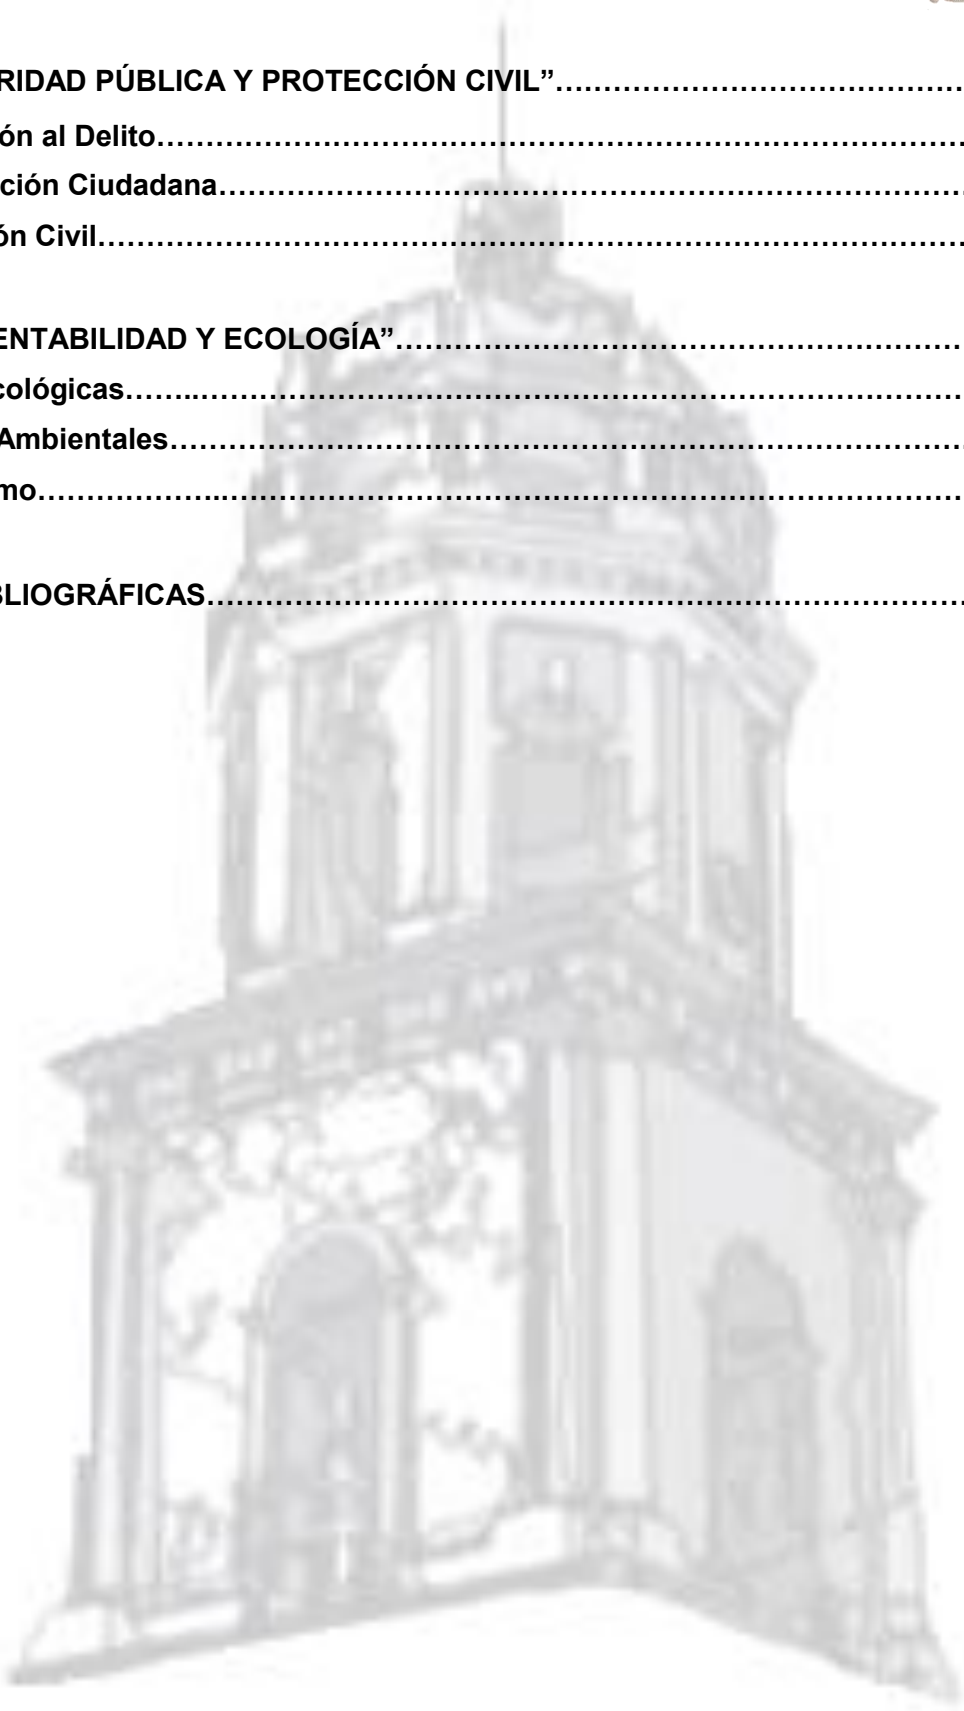 RIDAD PÚBLICA Y PROTECCIÓN CIVIL”…………………………………
ón al Delito……………………………………………………………………
ción Ciudadana………………………………………………………………
ón Civil…………………………………………………………………………
ENTABILIDAD Y ECOLOGÍA”………………………………………………
cológicas……..………………………………………………………………
Ambientales……………………………………………………………………
mo………………..……………………………………………………………
BLIOGRÁFICAS………………………………………………………………